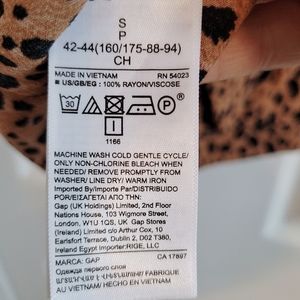 S
P
42-44(160/175-88-94)
CH
MADE IN VIETNAM RN 54023
US/GB/EG : 100% RAYON/VISCOSE
30
P
I
1166
MACHINE WASH COLD GENTLE CYCLE/
ONLY NON-CHLORINE BLEACH WHEN
NEEDED/ REMOVE PROMPTLY FROM
WASHER/ LINE DRY/ WARM IRON
Imported By/Importe Par/DISTRIBUIDO
POR/ΕΙΣΑΓΕΤΑΙ ΑΠΟ ΤΗΝ:
Gap (UK Holdings) Limited, 2nd Floor
North Stations, 103 Wigmore Street,
London, W1U 1QS, UK Gap Stores
(Ireland) Limited c/o Arthur Cox, 10
Earlsfort Terrace, Dublin 2, D02 T380,
Ireland Egypt Importer:RIGE, LLC
MARCA: GAP CA 17897
Одежда первого слоя
FABRIQUE
AU VIETNAM/ HECHO EN VIETNAM